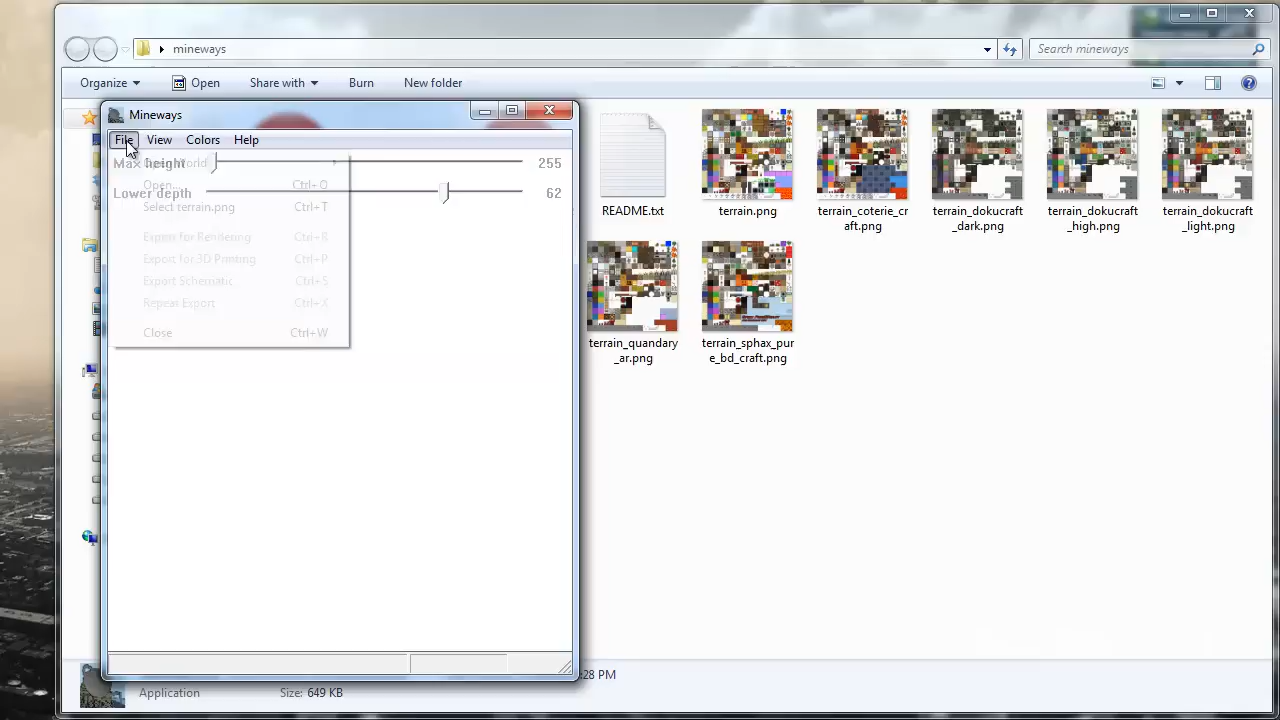 mineways
Search mineways
Organize
Open
Share with
Burn
New folder
Mineways
File
View
Colors
Help
Max height
255
Lower depth
62
Open...
Ctrl+O
Select terrain.png
Ctrl+T
Export for Rendering
Ctrl+R
Export for 3D Printing
Ctrl+P
Export Schematic
Ctrl+S
Repeat Export
Ctrl+X
Close
Ctrl+W
README.txt
terrain.png
terrain_coterie_cr
aft.png
terrain_dokucraft
_dark.png
terrain_dokucraft
_high.png
terrain_dokucraft
_light.png
terrain_quandary
_ar.png
terrain_sphax_pur
e_bd_craft.png
:28 PM
Application
Size: 649 KB